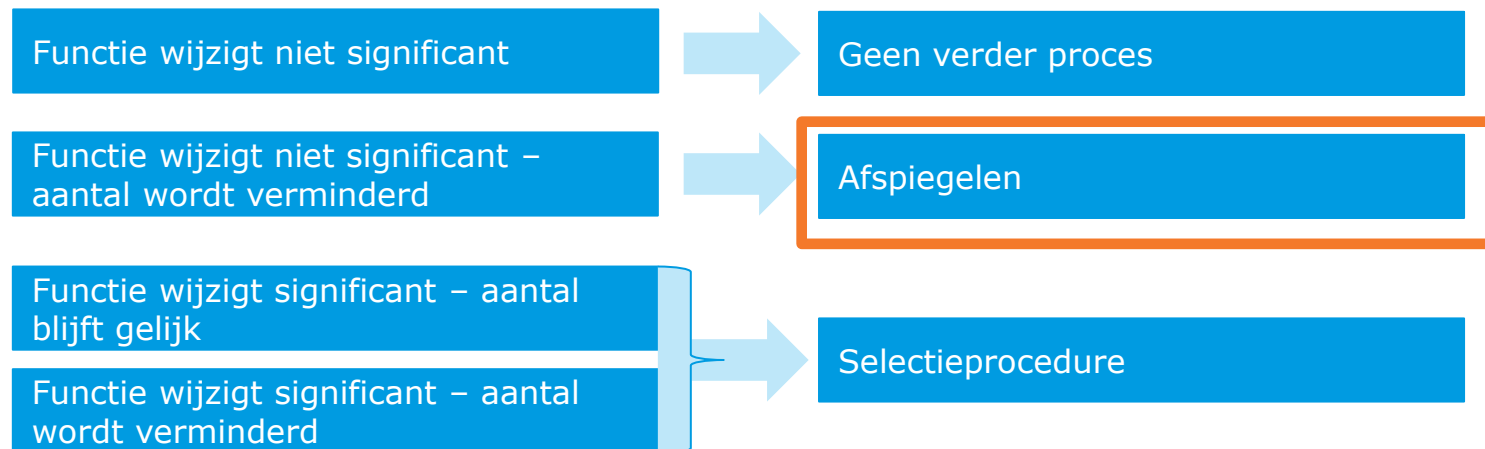 Functie wijzigt niet significant
Geen verder proces
Functie wijzigt niet significant –
aantal wordt verminderd
Afspiegelen
Functie wijzigt significant – aantal
blijft gelijk
Selectieprocedure
Functie wijzigt significant – aantal
wordt verminderd